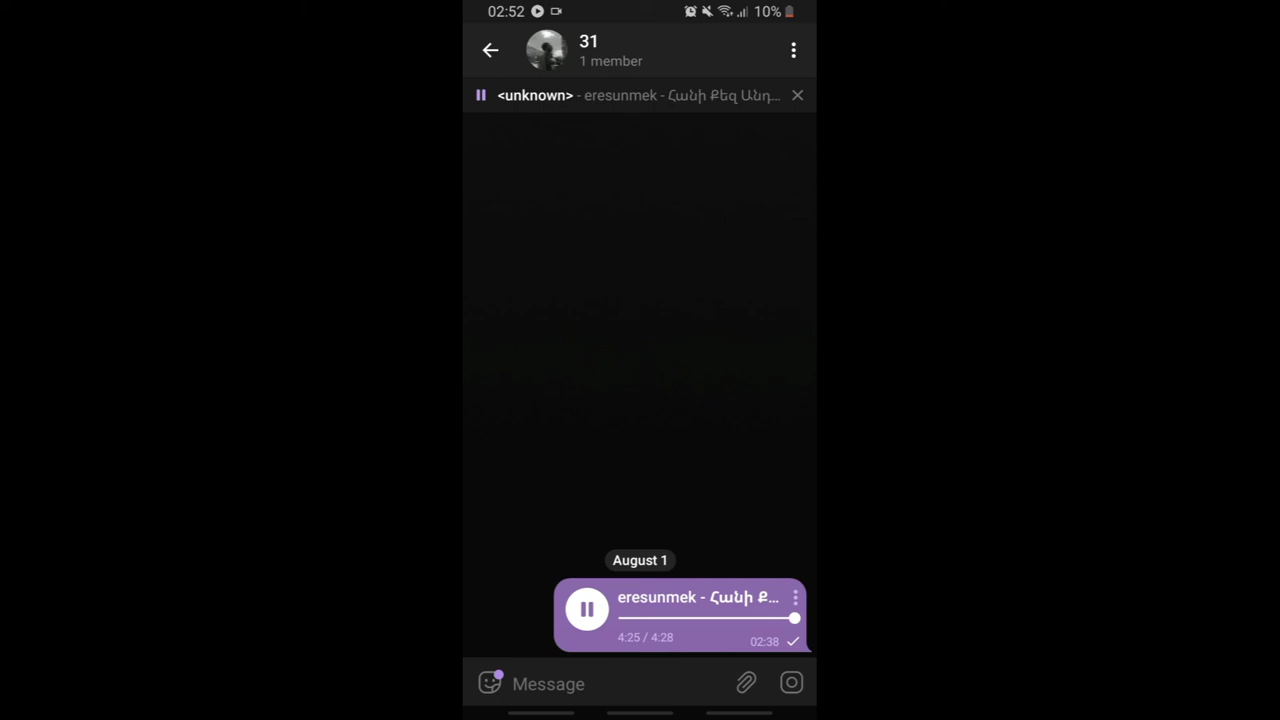 02:52 10%
31
1 member
<unknown> - eresunmek - Հանի Քեզ Անդ...
August 1
eresunmek - Հանի Ք...
4:25 / 4:28 02:38
Message